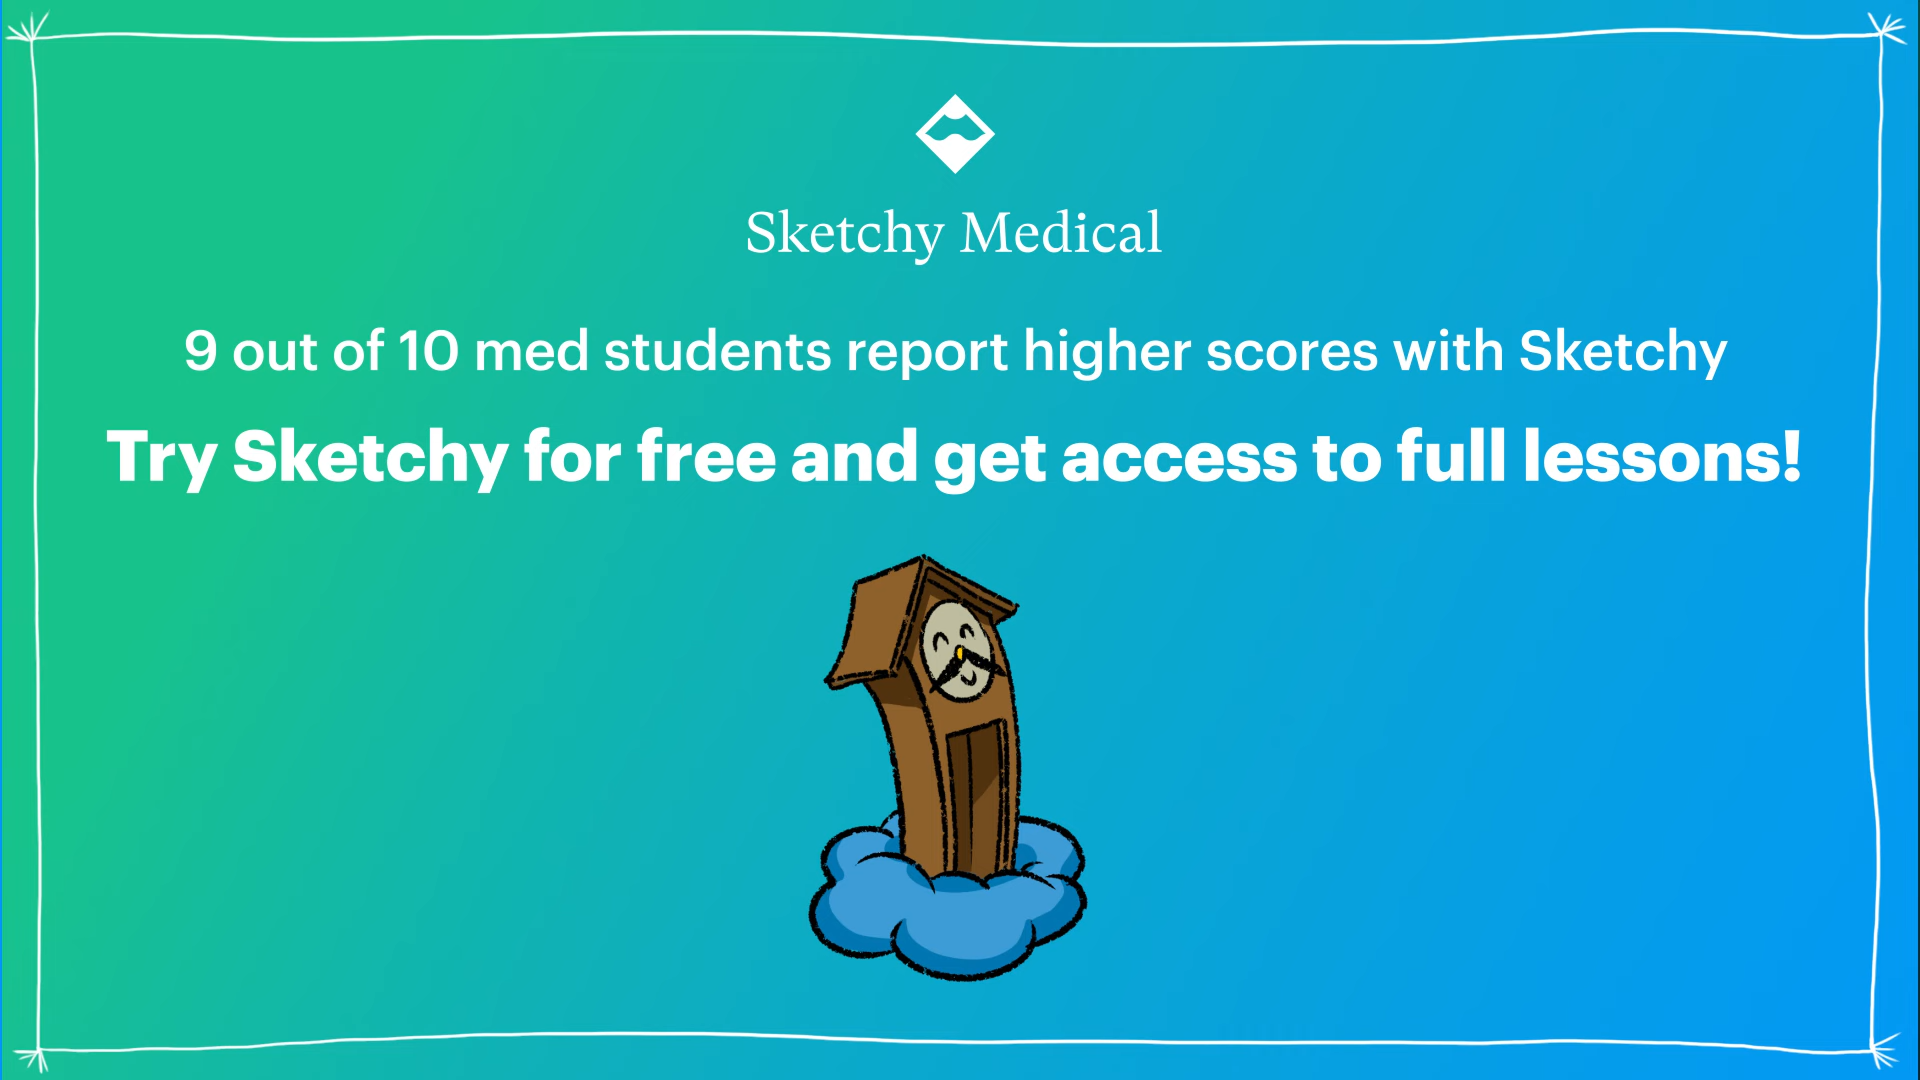 Sketchy Medical
9 out of 10 med students report higher scores with Sketchy
Try Sketchy for free and get access to full lessons!